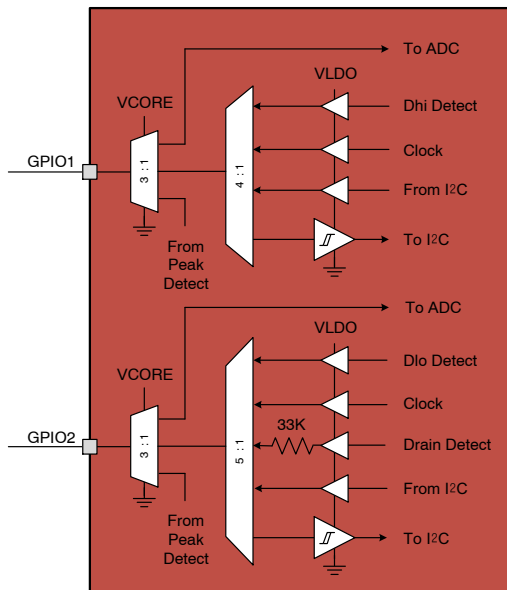 To ADC
VLDO
VCORE
Dhi Detect
GPIO1
3 : 1
4 : 1
Clock
From I²C
To I²C
From
Peak
Detect
To ADC
VLDO
VCORE
Dlo Detect
Clock
33K
GPIO2
3 : 1
5 : 1
Drain Detect
From I²C
From
Peak
Detect
To I²C